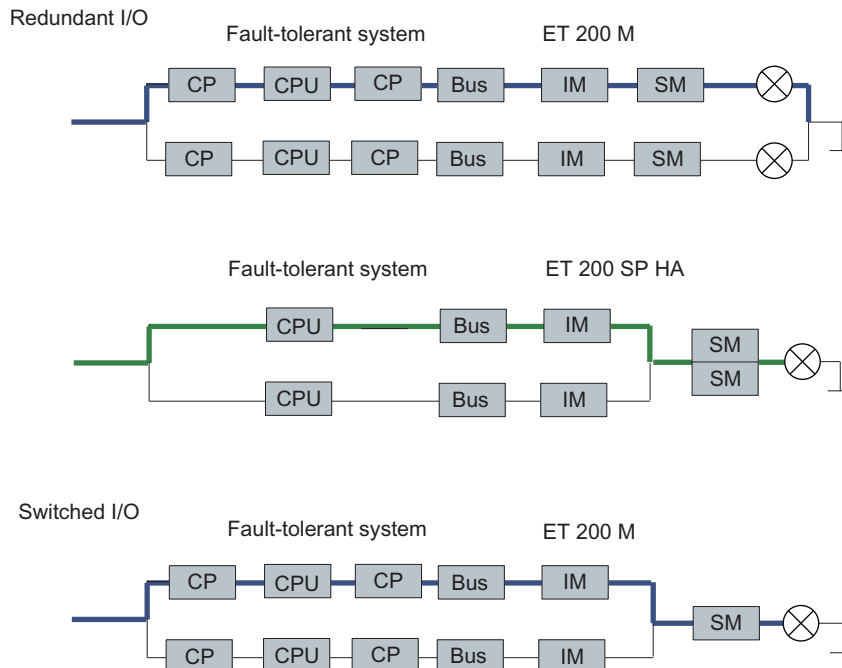 Redundant I/O
Fault-tolerant system ET 200 M
CP CPU CP Bus IM SM
CP CPU CP Bus IM SM
Fault-tolerant system ET 200 SP HA
CPU Bus IM
SM
SM
CPU Bus IM
Switched I/O
Fault-tolerant system ET 200 M
CP CPU CP Bus IM
SM
CP CPU CP Bus IM